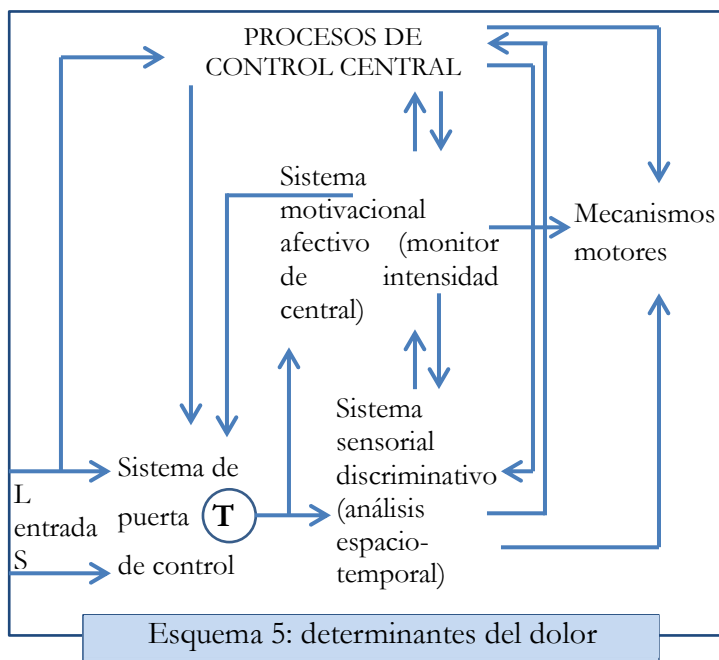 PROCESOS DE
CONTROL CENTRAL
Sistema
motivacional
afectivo (monitor
de intensidad
central)
Mecanismos
motores
Sistema
sensorial
discriminativo
(análisis
espacio-
temporal)
Sistema de
puerta
de control
T
L
entrada
S
Esquema 5: determinantes del dolor